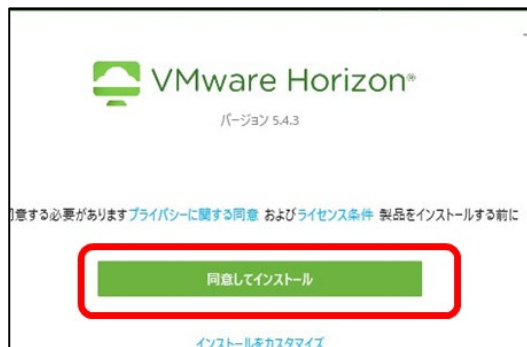 VMware Horizon®
バージョン 5.4.3
意する必要がありますプライバシーに関する同意 およびライセンス条件 製品をインストールする前に
同意してインストール
インストールをカスタマイズ